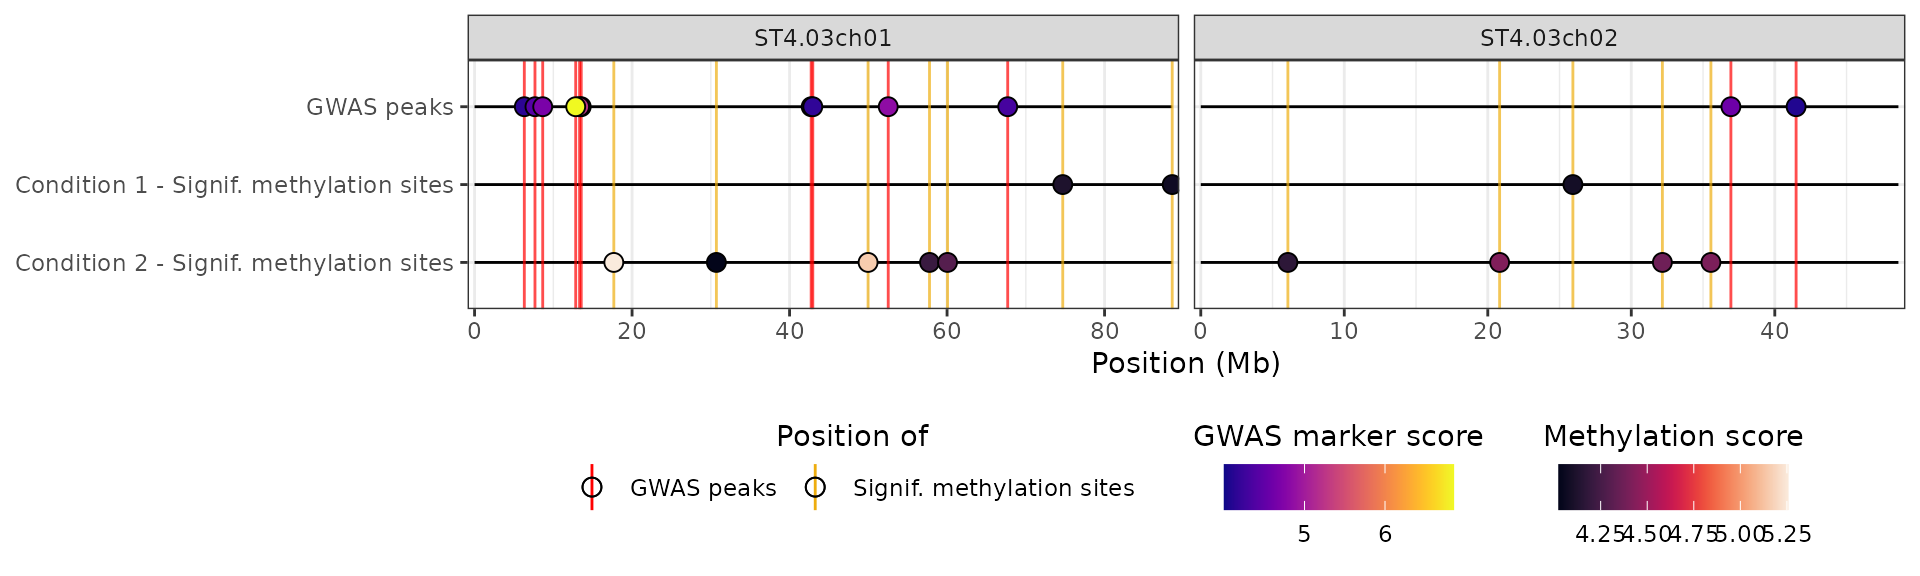 ST4.03ch01
ST4.03ch02
GWAS peaks
Condition 1 - Signif. methylation sites
Condition 2 - Signif. methylation sites
0 20 40 60 80
0 10 20 30 40
Position (Mb)
Position of
GWAS peaks
Signif. methylation sites
GWAS marker score
5 6
Methylation score
4.25 4.50 4.75 5.00 5.25